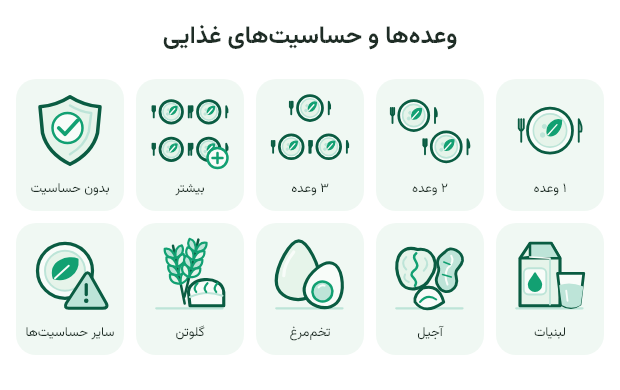 وعده‌ها و حساسیت‌های غذایی
۱ وعده
۲ وعده
۳ وعده
بیشتر
بدون حساسیت
لبنیات
آجیل
تخم‌مرغ
گلوتن
سایر حساسیت‌ها